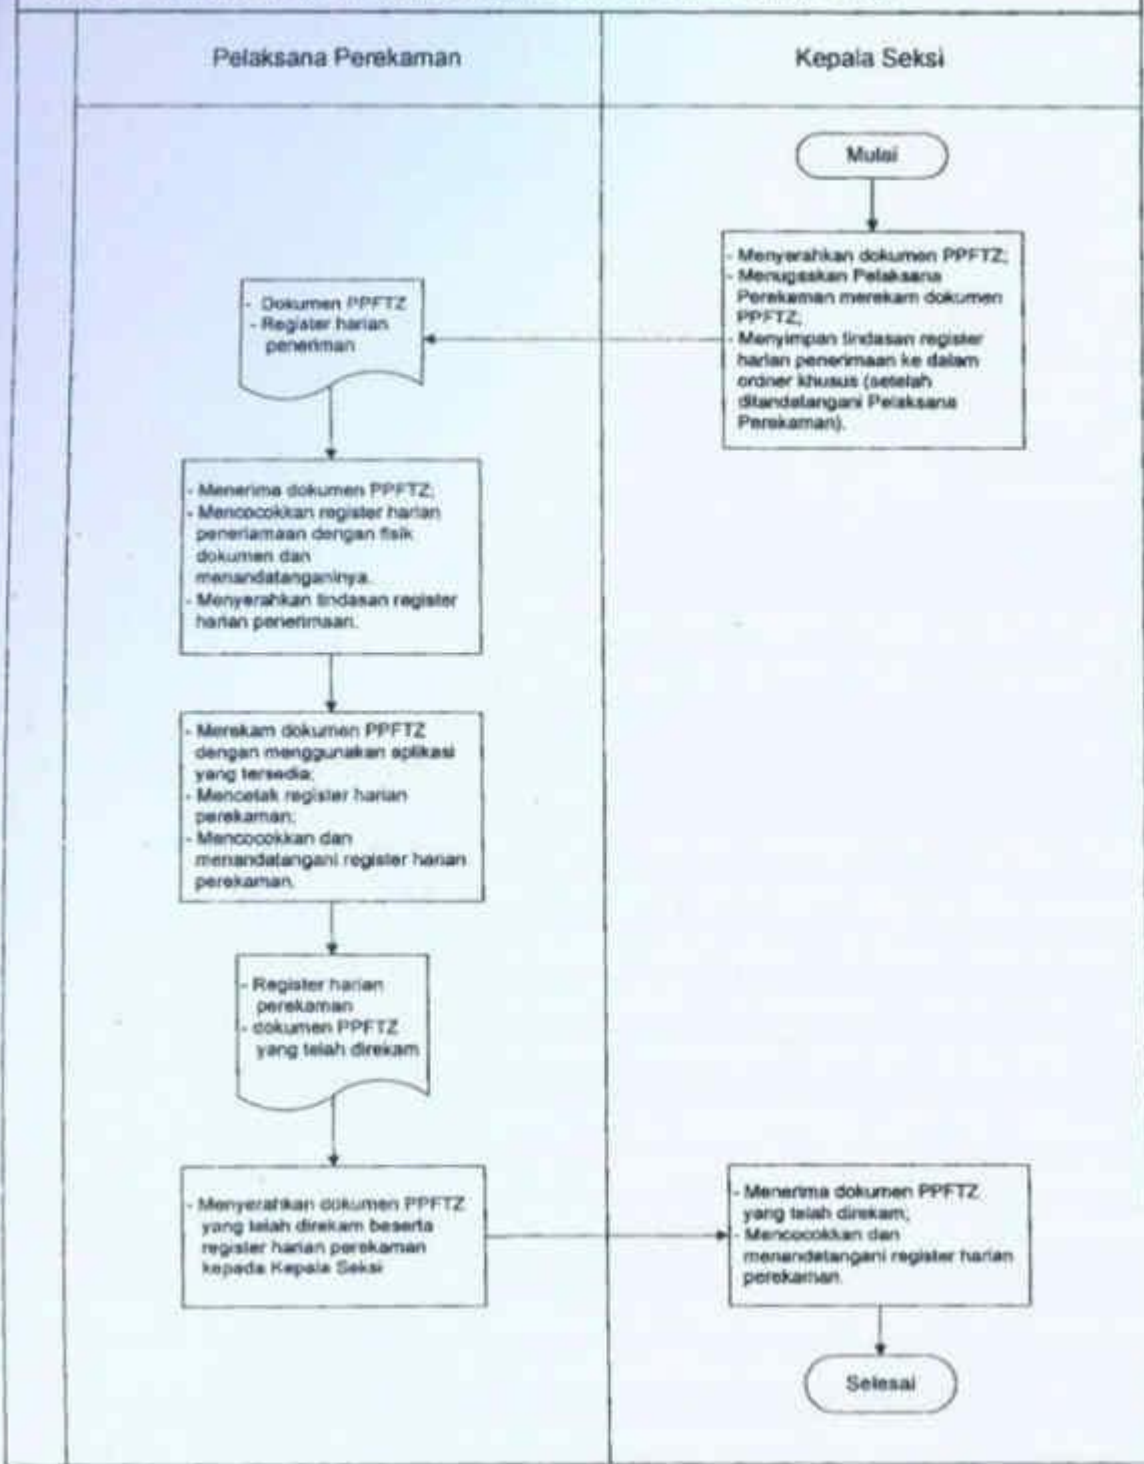 Pelaksana Perekaman
Kepala Seksi
Mulai
- Menyerahkan dokumen PPFTZ;
- Menugaskan Pelaksana
Perekaman merekam dokumen
PPFTZ;
- Menyimpan tindasan register
harian penerimaan ke dalam
ordner khusus (setelah
ditandatangani Pelaksana
Perekaman).
- Dokumen PPFTZ
- Register harian
peneriman
- Menerima dokumen PPFTZ;
- Mencocokkan register harian
peneriamaan dengan fisik
dokumen dan
menandatanganinya.
- Menyerahkan tindasan register
harian penerimaan.
- Merekam dokumen PPFTZ
dengan menggunakan aplikasi
yang tersedia;
- Mencetak register harian
perekaman;
- Mencocokkan dan
menandatangani register harian
perekaman.
- Register harian
perekaman
- dokumen PPFTZ
yang telah direkam
- Menyerahkan dokumen PPFTZ
yang telah direkam beserta
register harian perekaman
kepada Kepala Seksi
- Menerima dokumen PPFTZ
yang telah direkam;
- Mencocokkan dan
menandatangani register harian
perekaman.
Selesai